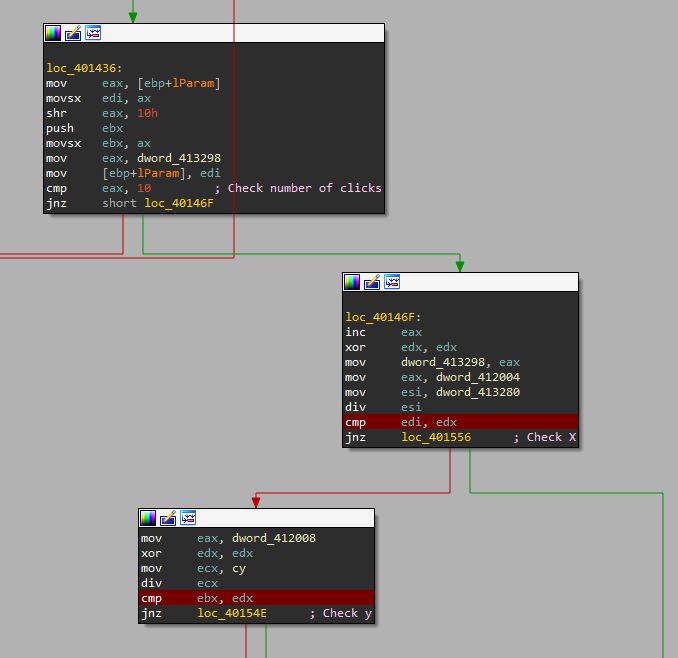 loc_401436:
mov eax, [ebp+lParam]
movsx edi, ax
shr eax, 10h
push ebx
movsx ebx, ax
mov eax, dword_413298
mov [ebp+lParam], edi
cmp eax, 10 ; Check number of clicks
jnz short loc_40146F
loc_40146F:
inc eax
xor edx, edx
mov dword_413298, eax
mov eax, dword_412004
mov esi, dword_413280
div esi
cmp edi, edx
jnz loc_401556 ; Check X
mov eax, dword_412008
xor edx, edx
mov ecx, cy
div ecx
cmp ebx, edx
jnz loc_40154E ; Check y